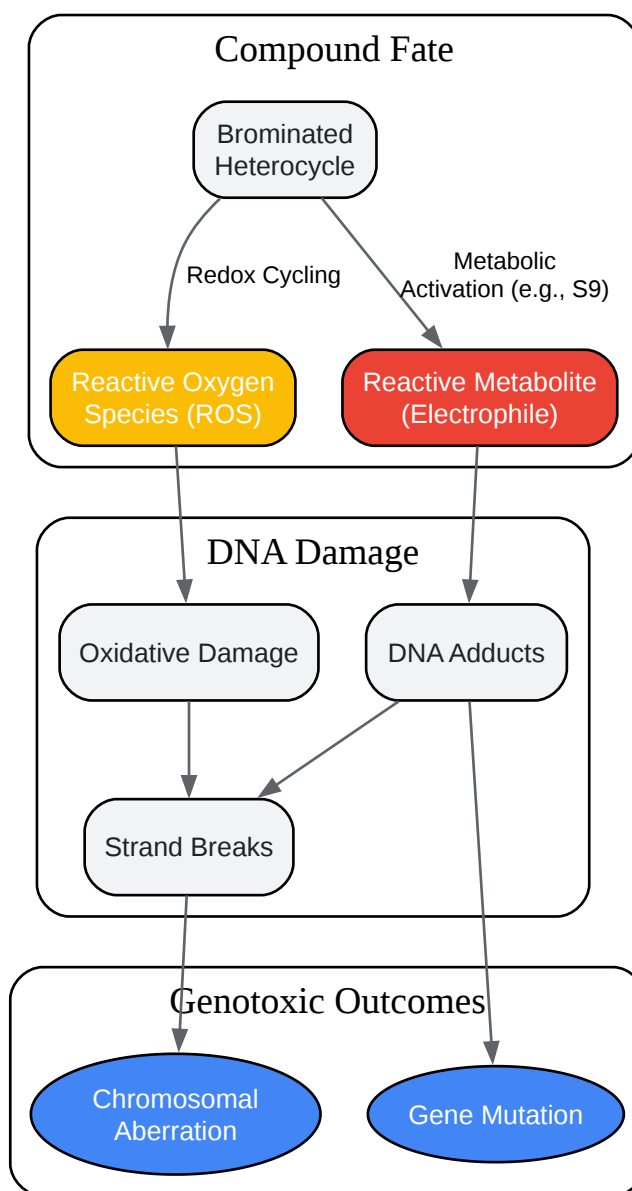 Compound Fate
Brominated
Heterocycle
Redox Cycling
Metabolic
Activation (e.g., S9)
Reactive Oxygen
Species (ROS)
Reactive Metabolite
(Electrophile)
DNA Damage
Oxidative Damage
DNA Adducts
Strand Breaks
Genotoxic Outcomes
Chromosomal
Aberration
Gene Mutation